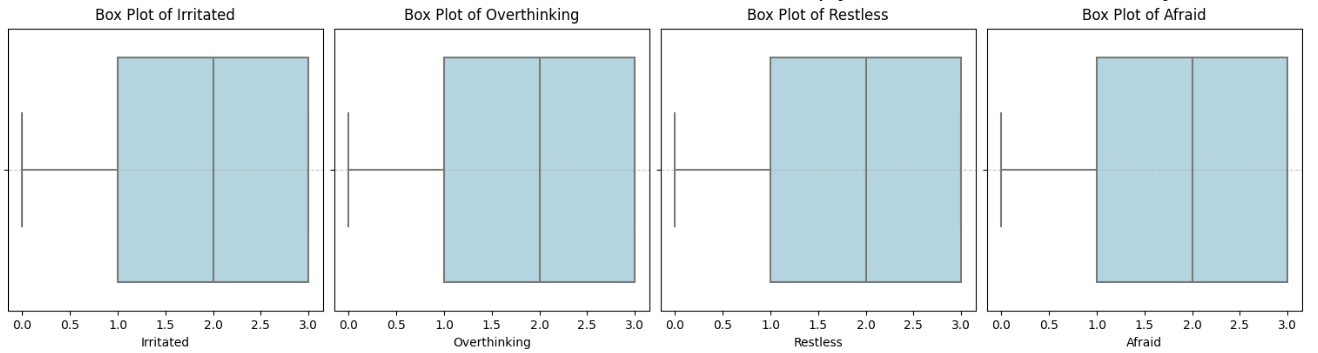 Box Plot of Irritated
0.0 0.5 1.0 1.5 2.0 2.5 3.0
Irritated
Box Plot of Overthinking
0.0 0.5 1.0 1.5 2.0 2.5 3.0
Overthinking
Box Plot of Restless
0.0 0.5 1.0 1.5 2.0 2.5 3.0
Restless
Box Plot of Afraid
0.0 0.5 1.0 1.5 2.0 2.5 3.0
Afraid